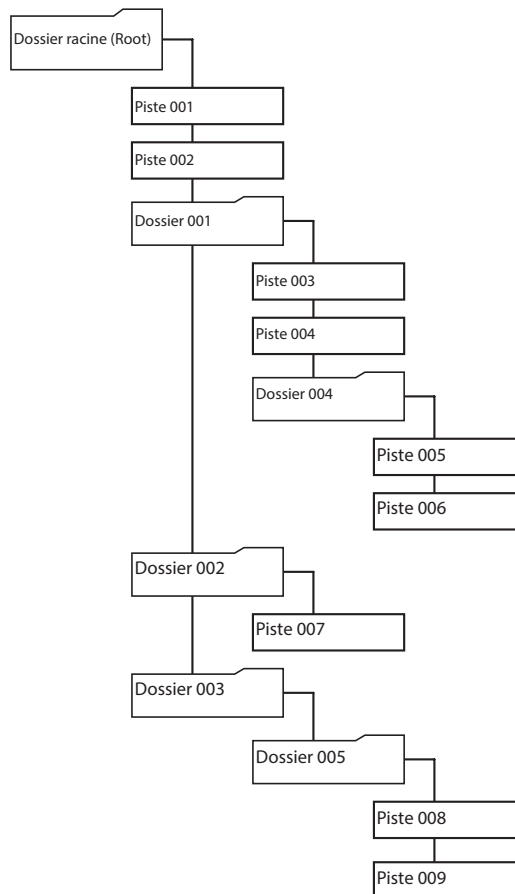 Dossier racine (Root)
Piste 001
Piste 002
Dossier 001
Piste 003
Piste 004
Dossier 004
Piste 005
Piste 006
Dossier 002
Piste 007
Dossier 003
Dossier 005
Piste 008
Piste 009